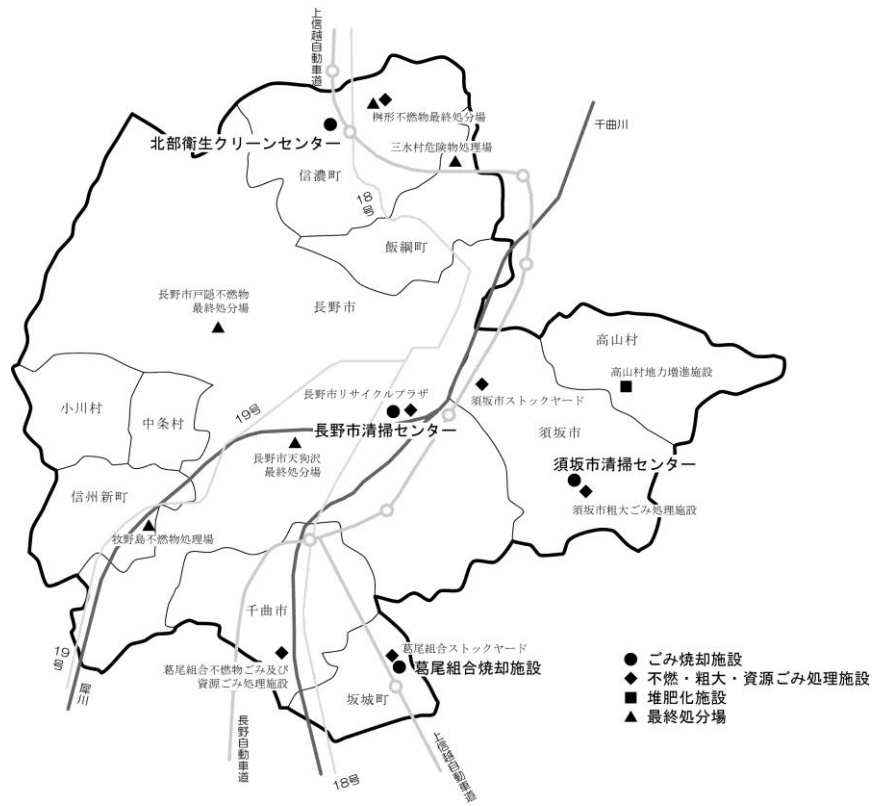 上信越自動車道
桝形不燃物最終処分場
千曲川
北部衛生クリーンセンター
三水村危険物処理場
信濃町
18号
飯綱町
長野市戸隠不燃物
最終処分場
長野市
高山村
高山村地力増進施設
小川村
中条村
19号
長野市リサイクルプラザ
須坂市ストックヤード
長野市清掃センター
須坂市
長野市天狗沢
最終処分場
須坂市清掃センター
信州新町
須坂市粗大ごみ処理施設
牧野島不燃物処理場
千曲市
19号
犀川
葛尾組合不燃物ごみ及び
資源ごみ処理施設
葛尾組合ストックヤード
葛尾組合焼却施設
坂城町
長野自動車道
18号
上信越自動車道
● ごみ焼却施設
◆ 不燃・粗大・資源ごみ処理施設
■ 堆肥化施設
▲ 最終処分場